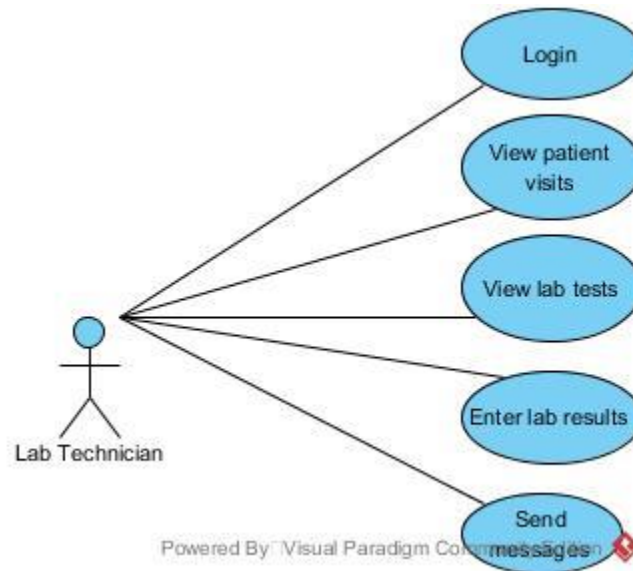 Login
View patient
visits
View lab tests
Enter lab results
Lab Technician
Send
messages
Powered By Visual Paradigm Community Edition